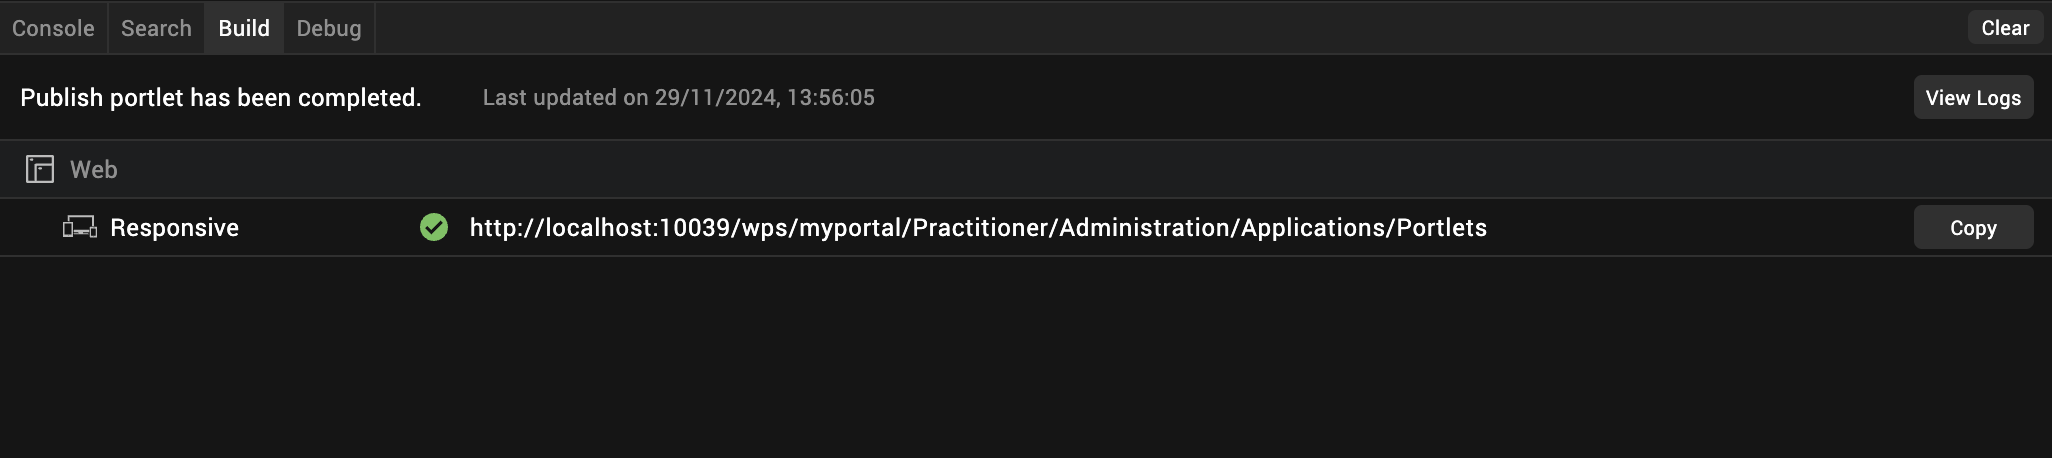 Console Search Build Debug Clear
Publish portlet has been completed. Last updated on 29/11/2024, 13:56:05 View Logs
Web
Responsive http://localhost:10039/wps/myportal/Practitioner/Administration/Applications/Portlets Copy